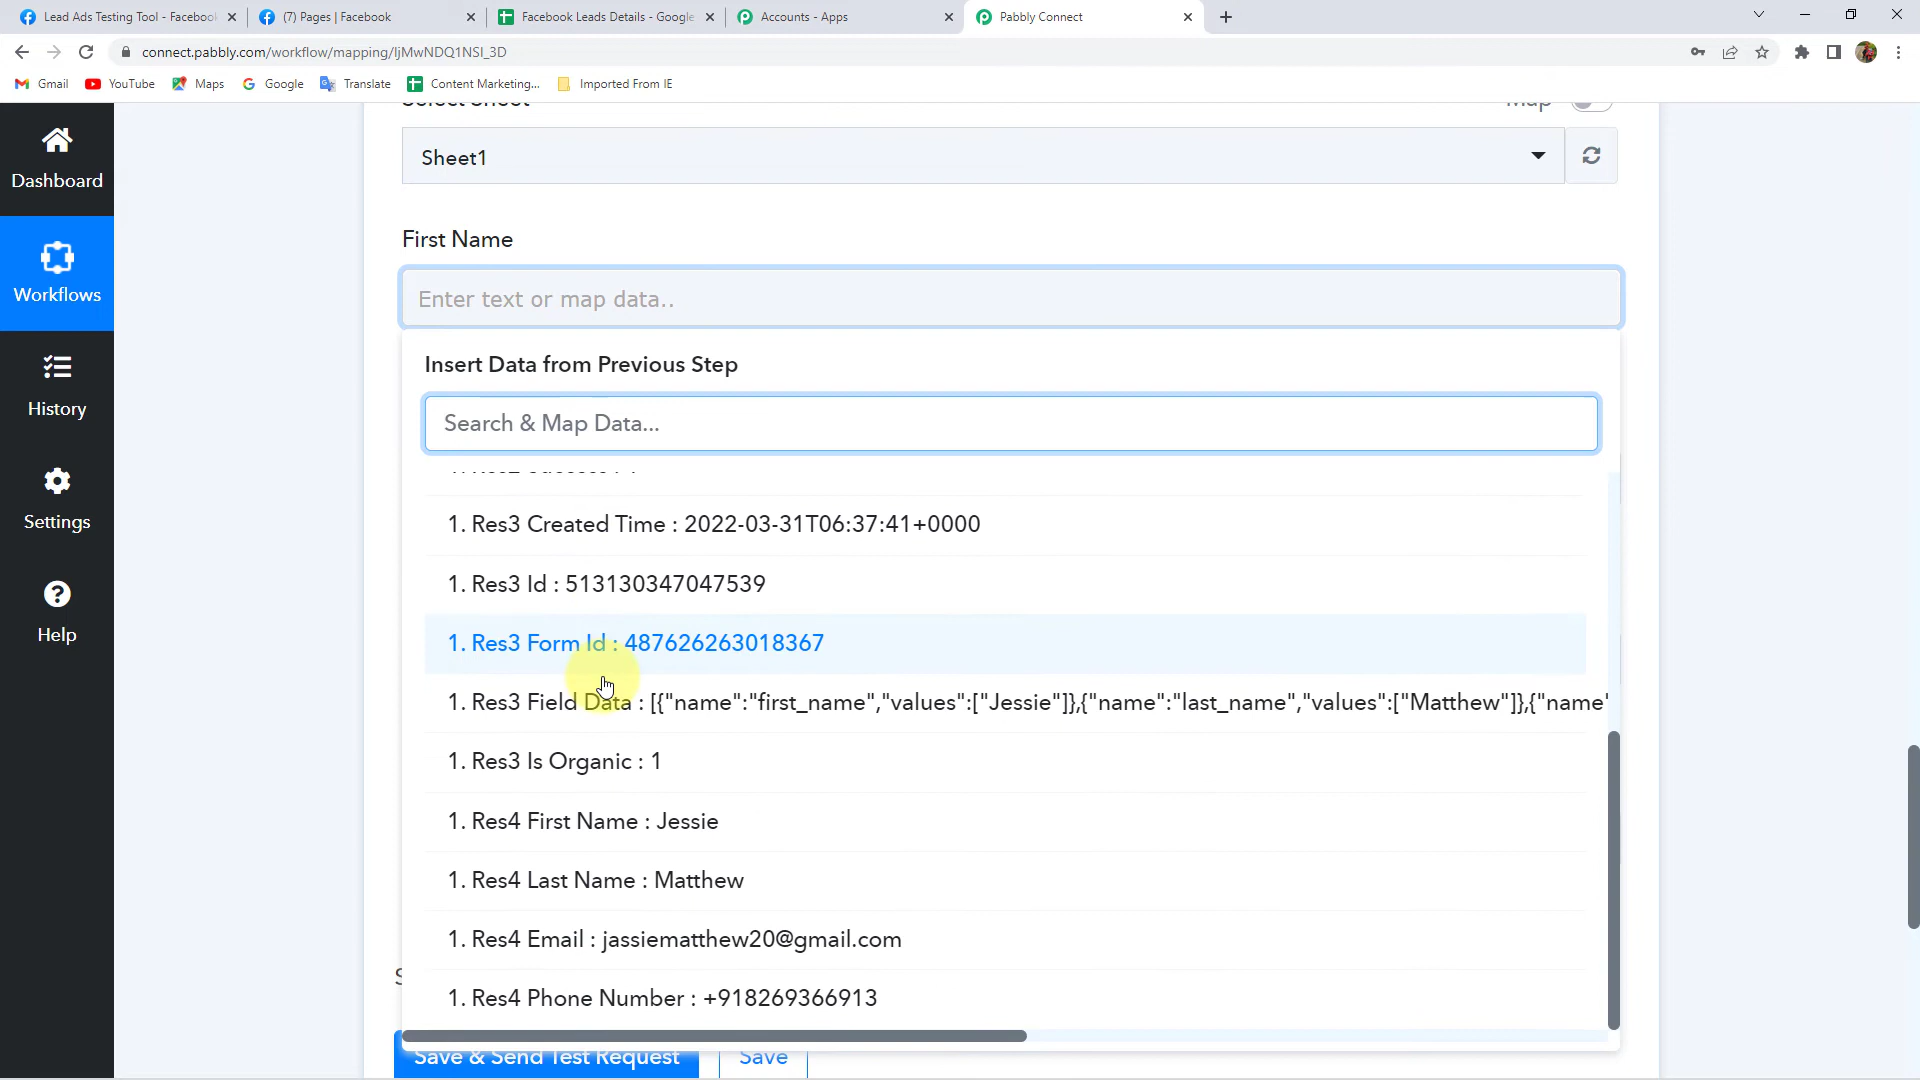 Lead Ads Testing Tool - Facebook
(7) Pages | Facebook
Facebook Leads Details - Google
Accounts - Apps
Pabbly Connect
connect.pabbly.com/workflow/mapping/IjMwNDQ1NSI_3D
Gmail
YouTube
Maps
Google
Translate
Content Marketing...
Imported From IE
Dashboard
Workflows
History
Settings
Help
Select Sheet
Map
Sheet1
First Name
Enter text or map data..
Insert Data from Previous Step
Search & Map Data...
1. Res3 Created Time : 2022-03-31T06:37:41+0000
1. Res3 Id : 513130347047539
1. Res3 Form Id : 487626263018367
1. Res3 Field Data : [{"name":"first_name","values":["Jessie"]},{"name":"last_name","values":["Matthew"]},{"name"
1. Res3 Is Organic : 1
1. Res4 First Name : Jessie
1. Res4 Last Name : Matthew
1. Res4 Email : jassiematthew20@gmail.com
1. Res4 Phone Number : +918269366913
Save & Send Test Request
Save